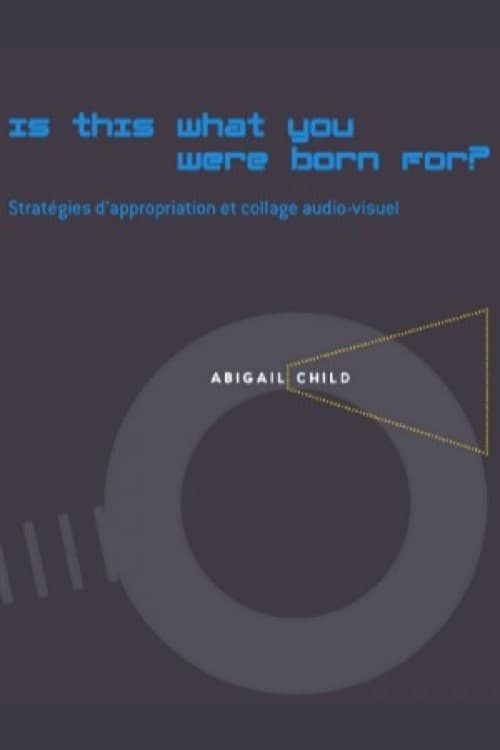 is this what you
were born for?
Stratégies d'appropriation et collage audio-visuel
ABIGAIL CHILD